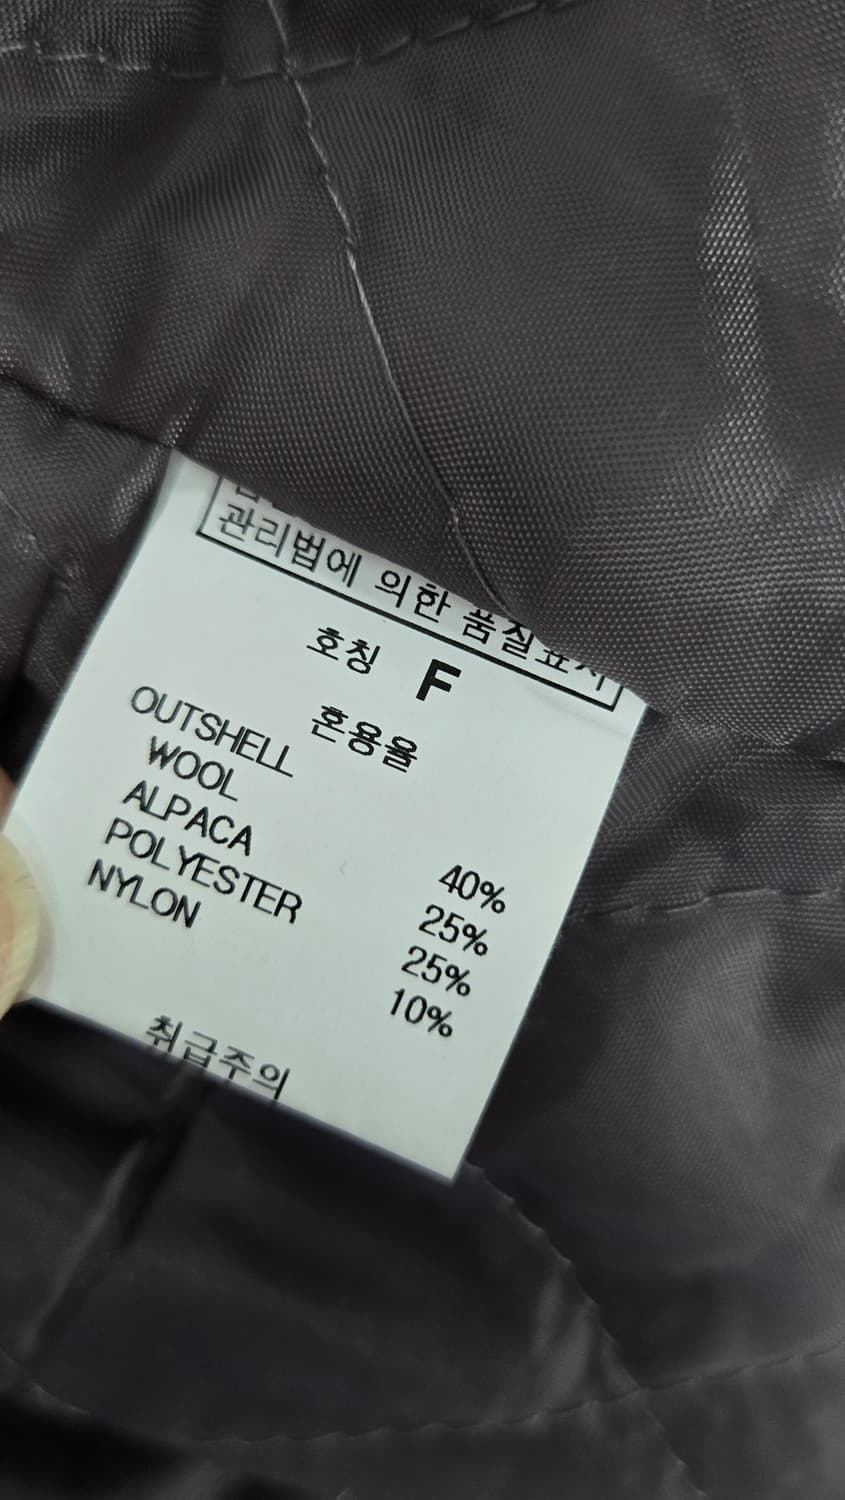 관리법에 의한 품질표시
호칭 F
혼용율
OUTSHELL
WOOL 40%
ALPACA 25%
POLYESTER 25%
NYLON 10%
취급주의